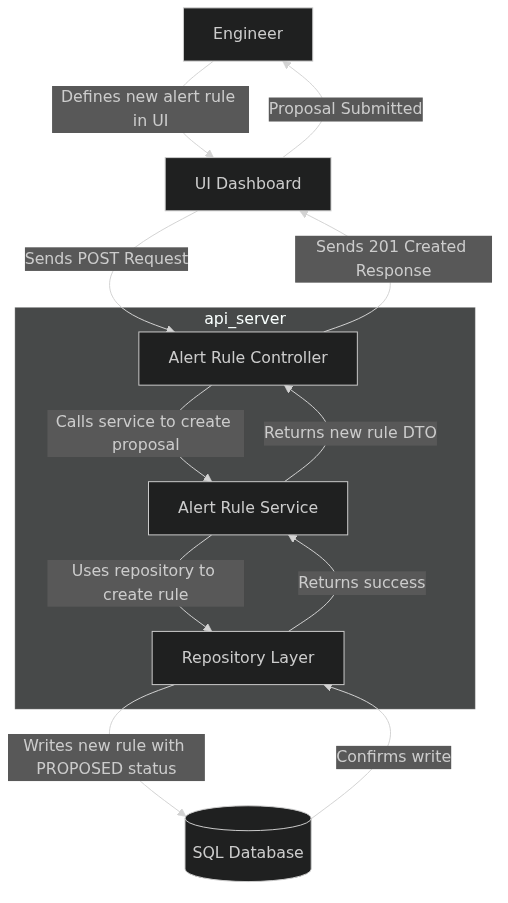 Engineer
Defines new alert rule
in UI
Proposal Submitted
UI Dashboard
Sends POST Request
Sends 201 Created
Response
api_server
Alert Rule Controller
Calls service to create
proposal
Returns new rule DTO
Alert Rule Service
Uses repository to
create rule
Returns success
Repository Layer
Writes new rule with
PROPOSED status
Confirms write
SQL Database